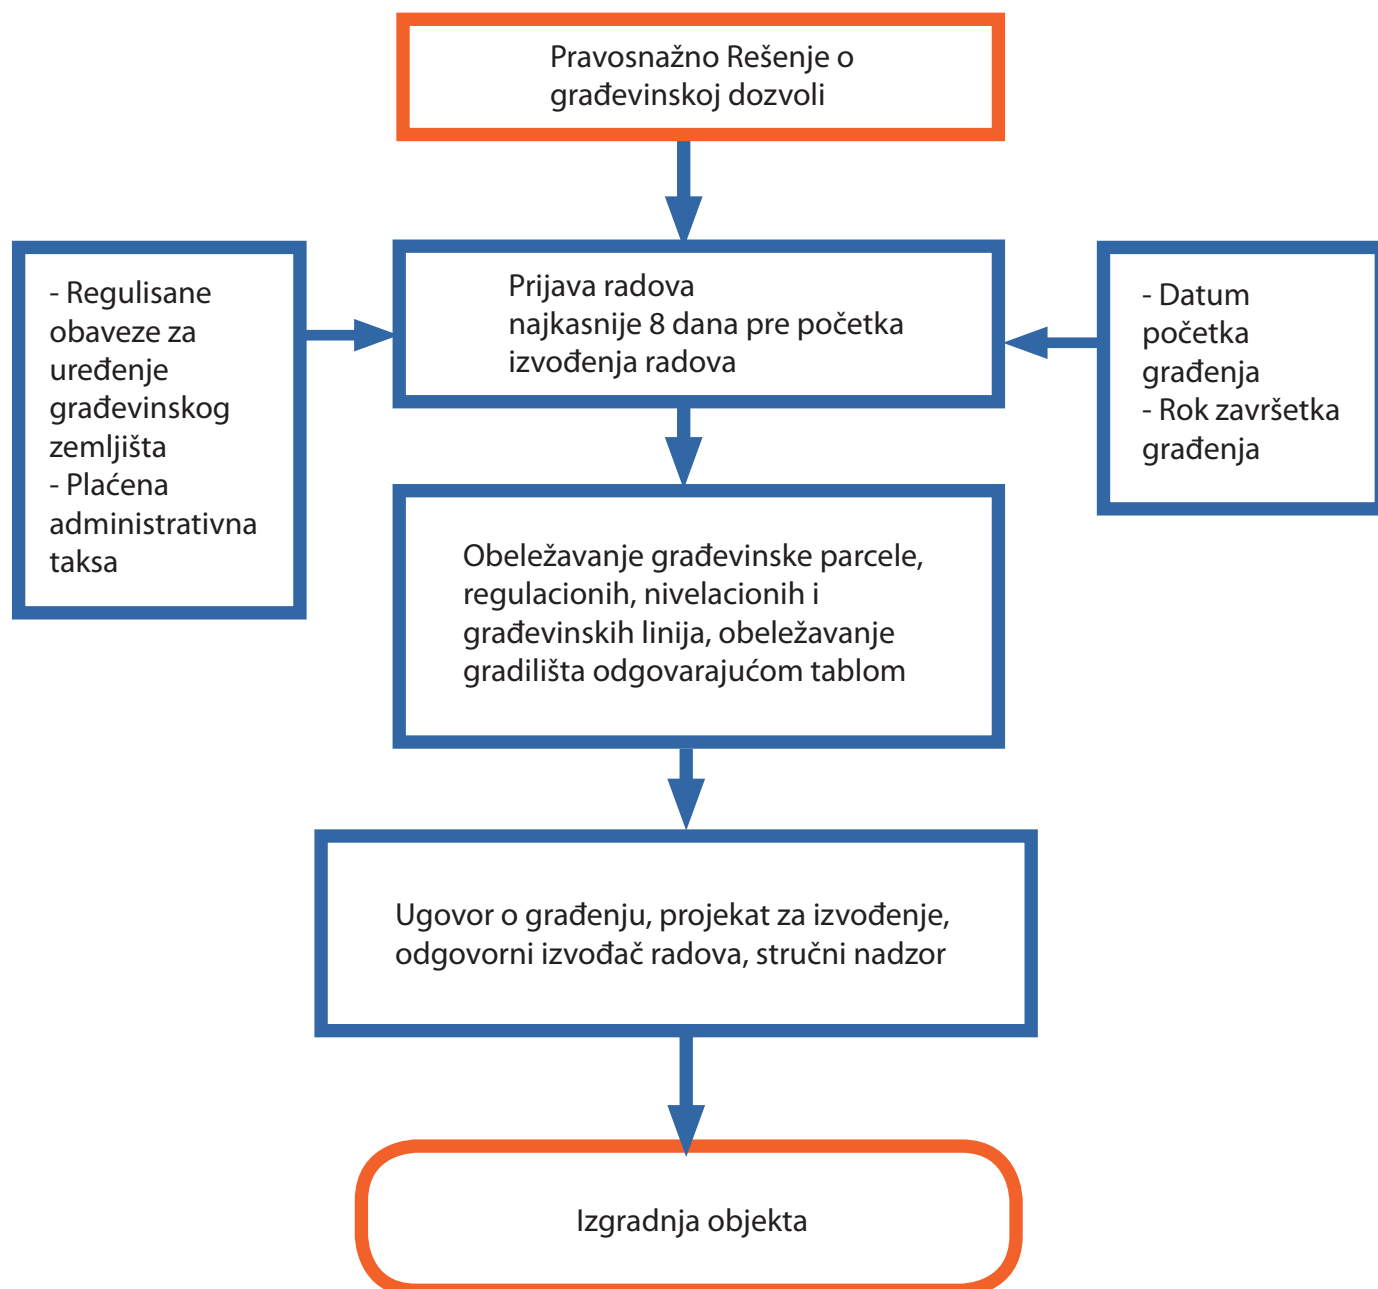 Pravosnažno Rešenje o
građevinskoj dozvoli
- Regulisane
obaveze za
uređenje
građevinskog
zemljišta
- Plaćena
administrativna
taksa
Prijava radova
najkasnije 8 dana pre početka
izvođenja radova
- Datum
početka
građenja
- Rok završetka
građenja
Obeležavanje građevinske parcele,
regulacionih, nivelacionih i
građevinskih linija, obeležavanje
gradilišta odgovarajućom tablom
Ugovor o građenju, projekat za izvođenje,
odgovorni izvođač radova, stručni nadzor
Izgradnja objekta